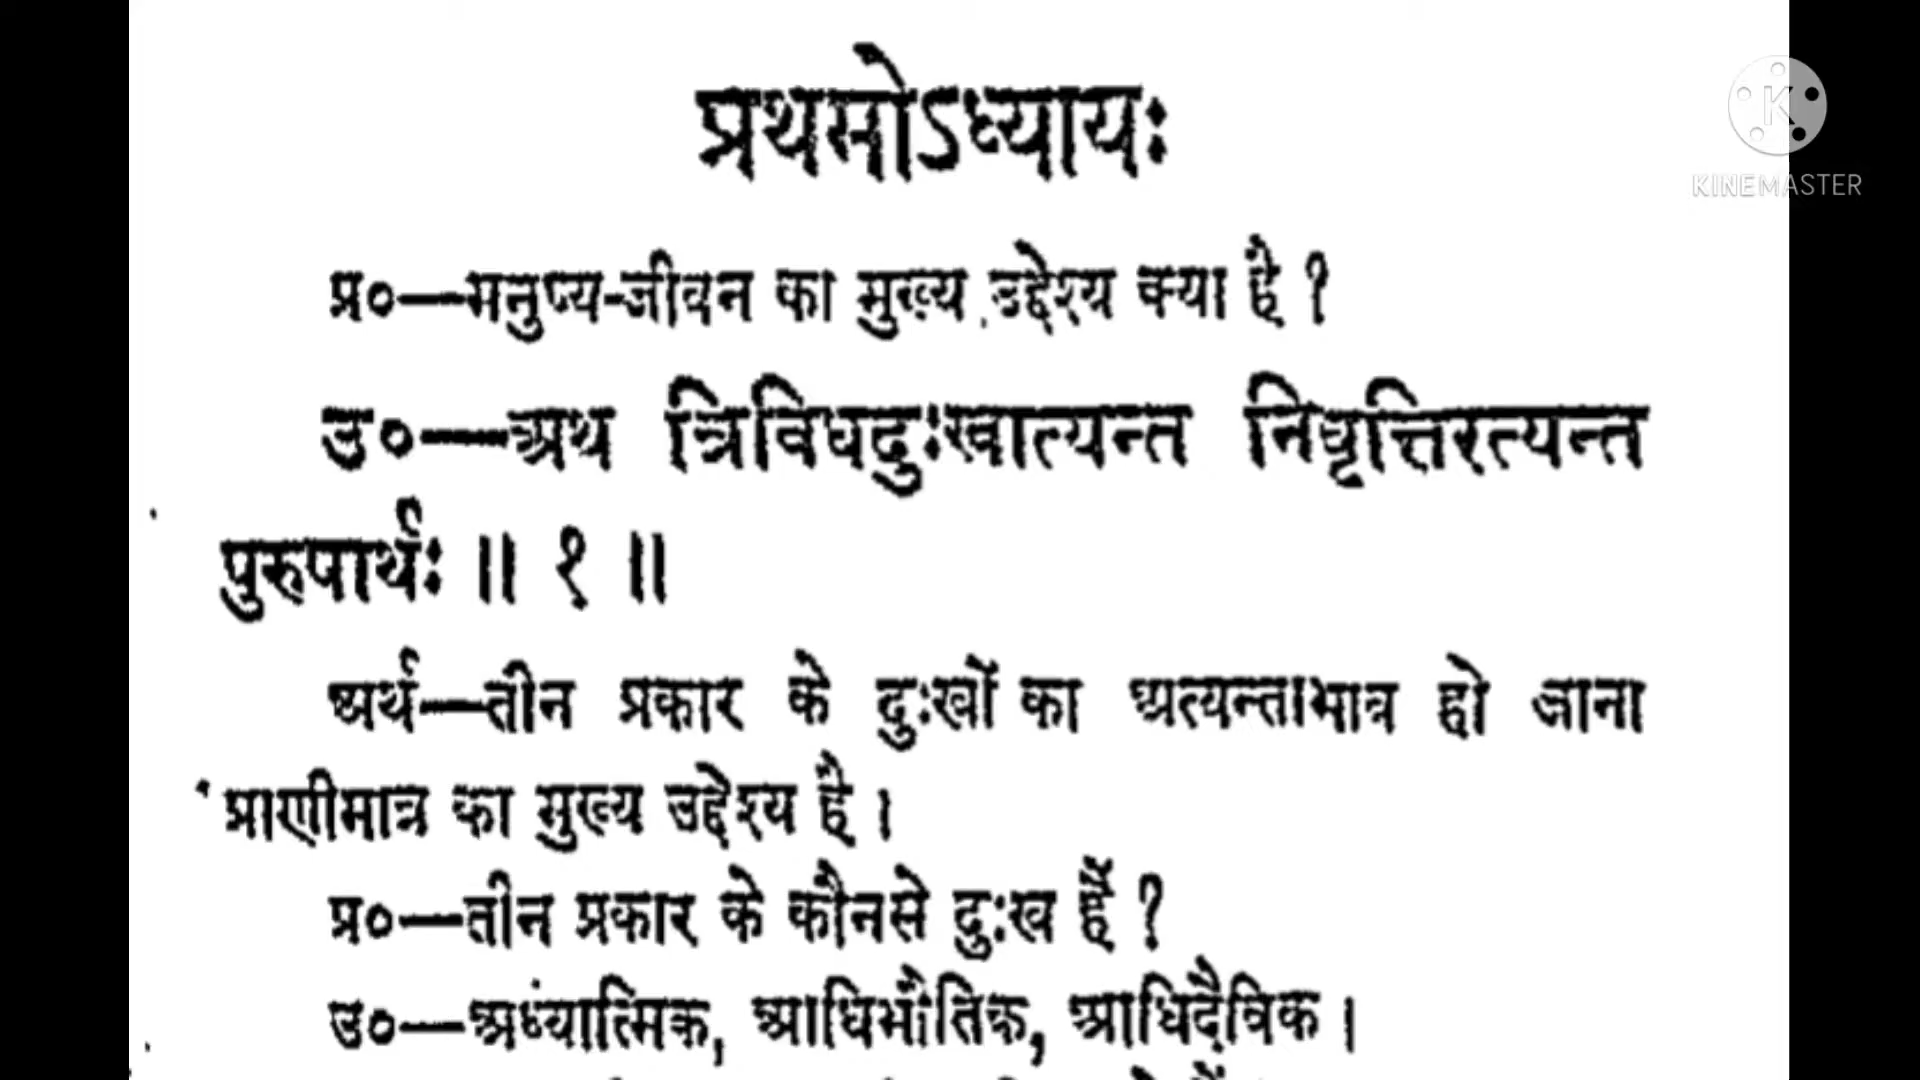 प्रथमोऽध्यायः
KINEMASTER
प्र०—मनुष्य-जीवन का मुख्य उद्देश्य क्या है ?
उ०—अथ त्रिविधदुःखात्यन्त निवृत्तिरत्यन्त
पुरुषार्थः ॥ १ ॥
अर्थ—तीन प्रकार के दुःखों का अत्यन्ताभाव हो जाना
प्राणीमात्र का मुख्य उद्देश्य है ।
प्र०—तीन प्रकार के कौनसे दुःख हैं ?
उ०—अध्यात्मिक, आधिभौतिक, आधिदैविक ।